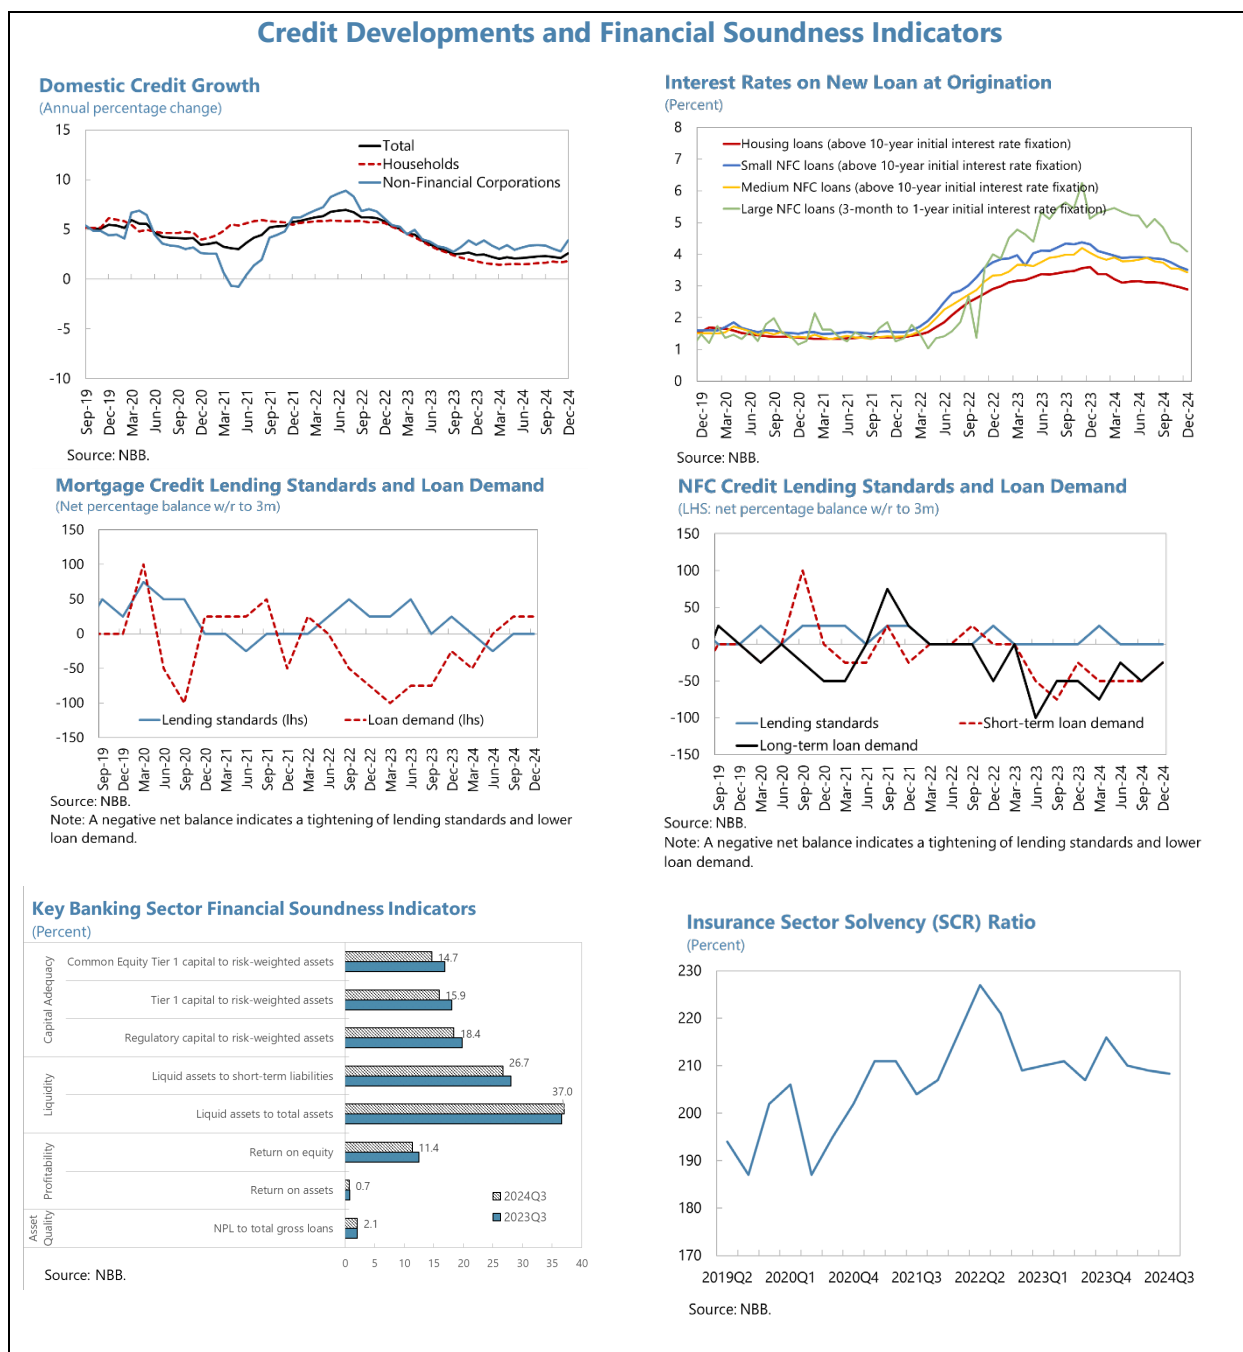 Credit Developments and Financial Soundness Indicators
Domestic Credit Growth
(Annual percentage change)
15
10
5
0
-5
-10
Total
Households
Non-Financial Corporations
Sep-19
Dec-19
Mar-20
Jun-20
Sep-20
Dec-20
Mar-21
Jun-21
Sep-21
Dec-21
Mar-22
Jun-22
Sep-22
Dec-22
Mar-23
Jun-23
Sep-23
Dec-23
Mar-24
Jun-24
Sep-24
Dec-24
Source: NBB.
Interest Rates on New Loan at Origination
(Percent)
8
7
6
5
4
3
2
1
0
Housing loans (above 10-year initial interest rate fixation)
Small NFC loans (above 10-year initial interest rate fixation)
Medium NFC loans (above 10-year initial interest rate fixation)
Large NFC loans (3-month to 1-year initial interest rate fixation)
Dec-19
Mar-20
Jun-20
Sep-20
Dec-20
Mar-21
Jun-21
Sep-21
Dec-21
Mar-22
Jun-22
Sep-22
Dec-22
Mar-23
Jun-23
Sep-23
Dec-23
Mar-24
Jun-24
Sep-24
Dec-24
Source: NBB.
Mortgage Credit Lending Standards and Loan Demand
(Net percentage balance w/r to 3m)
150
100
50
0
-50
-100
-150
Lending standards (lhs)
Loan demand (lhs)
Sep-19
Dec-19
Mar-20
Jun-20
Sep-20
Dec-20
Mar-21
Jun-21
Sep-21
Dec-21
Mar-22
Jun-22
Sep-22
Dec-22
Mar-23
Jun-23
Sep-23
Dec-23
Mar-24
Jun-24
Sep-24
Dec-24
Source: NBB.
Note: A negative net balance indicates a tightening of lending standards and lower
loan demand.
NFC Credit Lending Standards and Loan Demand
(LHS: net percentage balance w/r to 3m)
150
100
50
0
-50
-100
-150
Lending standards
Short-term loan demand
Long-term loan demand
Sep-19
Dec-19
Mar-20
Jun-20
Sep-20
Dec-20
Mar-21
Jun-21
Sep-21
Dec-21
Mar-22
Jun-22
Sep-22
Dec-22
Mar-23
Jun-23
Sep-23
Dec-23
Mar-24
Jun-24
Sep-24
Dec-24
Source: NBB.
Note: A negative net balance indicates a tightening of lending standards and lower
loan demand.
Key Banking Sector Financial Soundness Indicators
(Percent)
Capital Adequacy
Common Equity Tier 1 capital to risk-weighted assets
14.7
Tier 1 capital to risk-weighted assets
15.9
Regulatory capital to risk-weighted assets
18.4
Liquidity
Liquid assets to short-term liabilities
26.7
Liquid assets to total assets
37.0
Profitability
Return on equity
11.4
Return on assets
0.7
Asset
Quality
NPL to total gross loans
2.1
2024Q3
2023Q3
0 5 10 15 20 25 30 35 40
Source: NBB.
Insurance Sector Solvency (SCR) Ratio
(Percent)
230
220
210
200
190
180
170
2019Q2 2020Q1 2020Q4 2021Q3 2022Q2 2023Q1 2023Q4 2024Q3
Source: NBB.